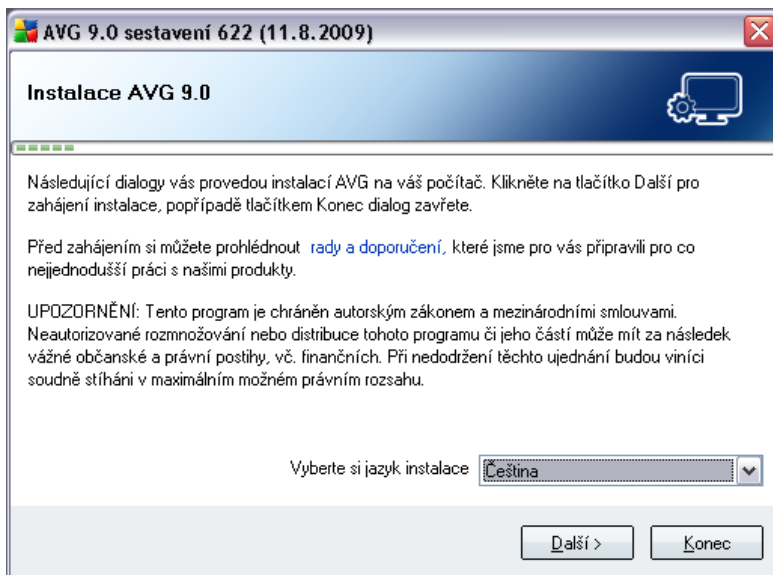 AVG 9.0 sestavení 622 (11.8.2009)
Instalace AVG 9.0
Následující dialogy vás provedou instalací AVG na váš počítač. Klikněte na tlačítko Další pro
zahájení instalace, popřípadě tlačítkem Konec dialog zavřete.
Před zahájením si můžete prohlédnout rady a doporučení, které jsme pro vás připravili pro co
nejjednodušší práci s našimi produkty.
UPOZORNĚNÍ: Tento program je chráněn autorským zákonem a mezinárodními smlouvami.
Neautorizované rozmnožování nebo distribuce tohoto programu či jeho částí může mít za následek
vážné občanské a právní postihy, vč. finančních. Při nedodržení těchto ujednání budou viníci
soudně stíháni v maximálním možném právním rozsahu.
Vyberte si jazyk instalace Čeština
Další > Konec